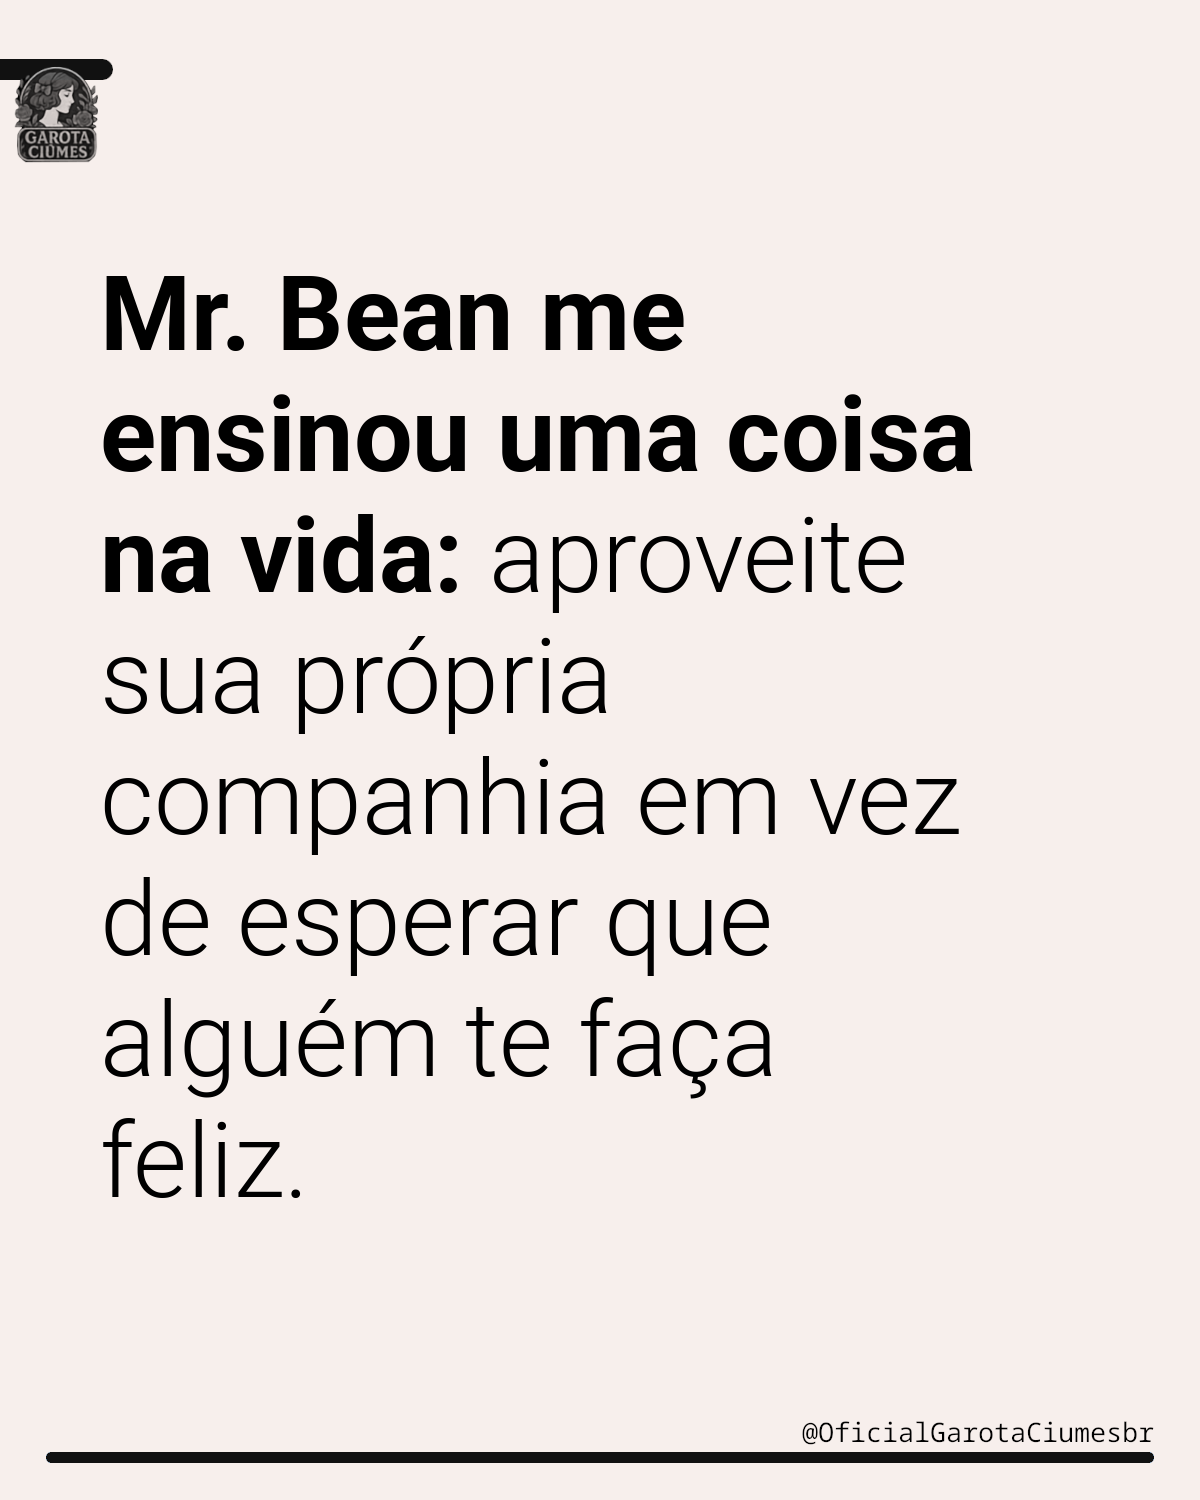 GAROTA
CIÚMES
Mr. Bean me
ensinou uma coisa
na vida: aproveite
sua própria
companhia em vez
de esperar que
alguém te faça
feliz.
@OficialGarotaCiumesbr